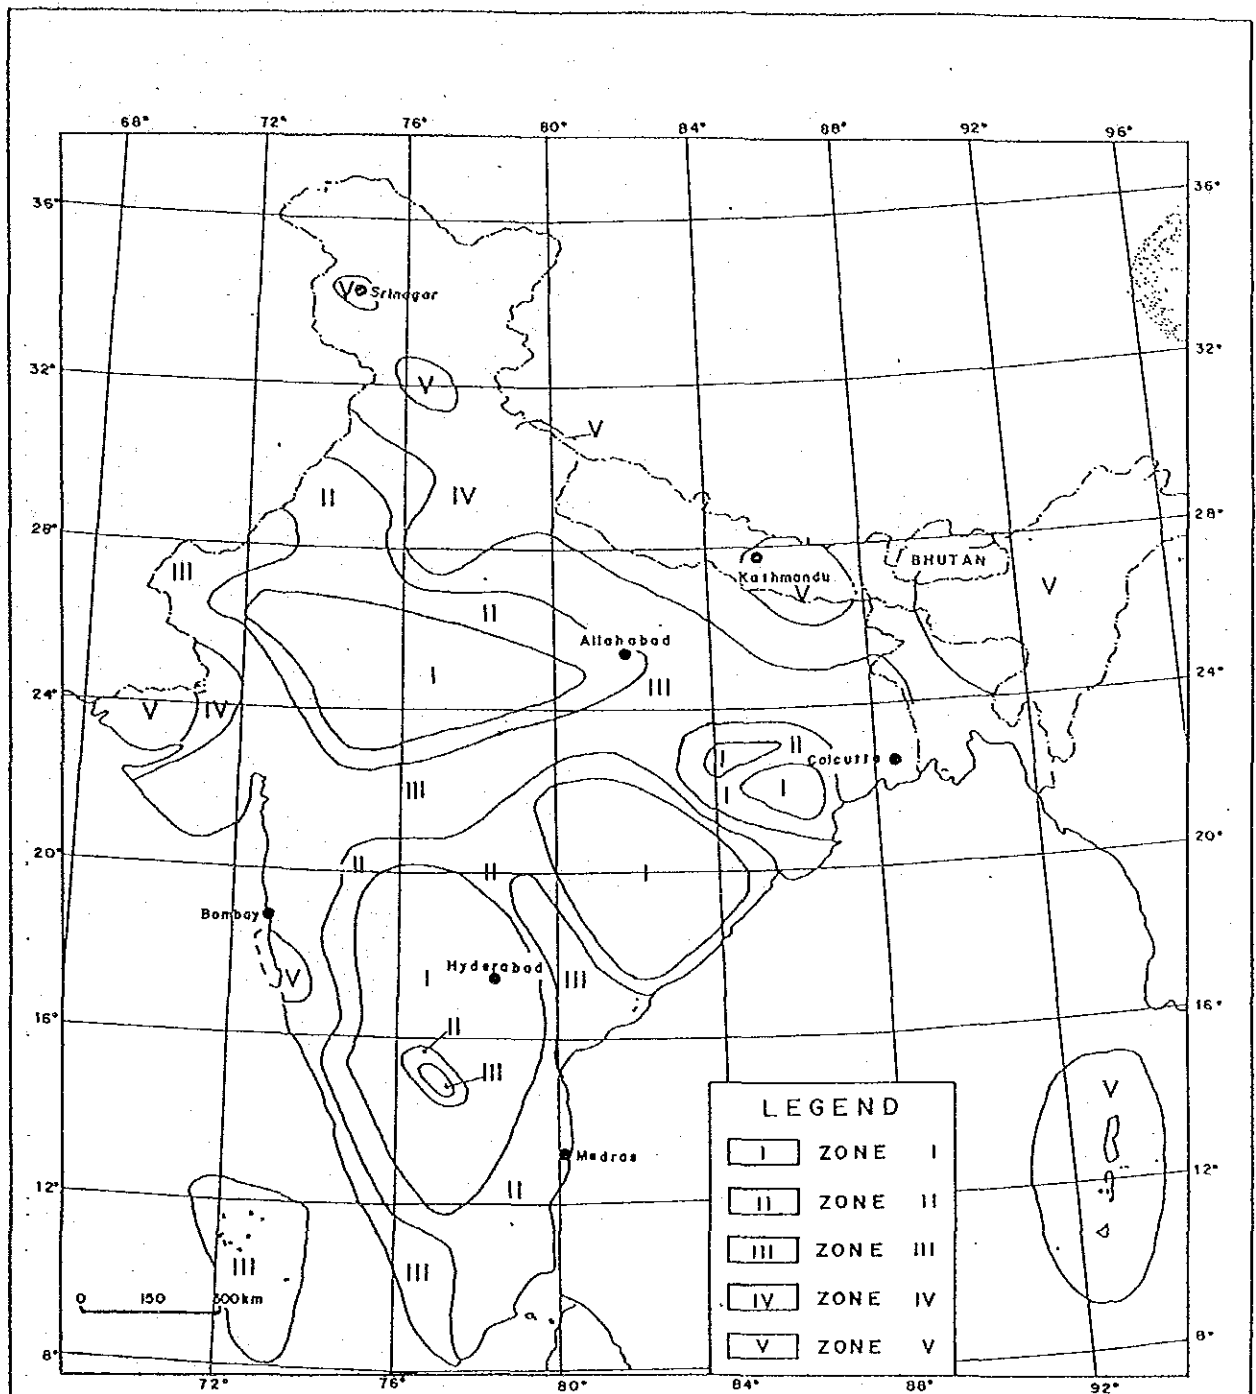 68° 72° 76° 80° 84° 88° 92° 96°
36° 36°
V Srinagar
32° 32°
V
V
II IV
28° 28°
III BHUTAN
Kathmandu
V V
II
Allahabad
I III
24° 24°
V IV
II
I Calcutta
III I I
20° 20°
II II I
Bombay
V I Hyderabad III
16° 16°
II
III
V
LEGEND
I ZONE I
Madras
12° 12°
II
II ZONE II
III III
III ZONE III
0 150 300km
IV ZONE IV
8° 8°
V ZONE V
72° 76° 80° 84° 88° 92°